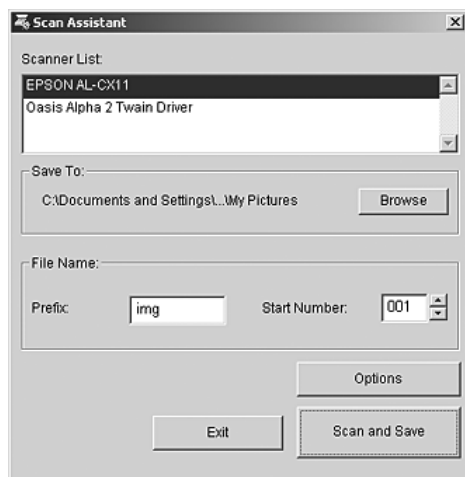 Scan Assistant
Scanner List:
EPSON AL-CX11
Oasis Alpha 2 Twain Driver
Save To:
C:\Documents and Settings\...\My Pictures
Browse
File Name:
Prefix:
img
Start Number:
001
Options
Exit
Scan and Save